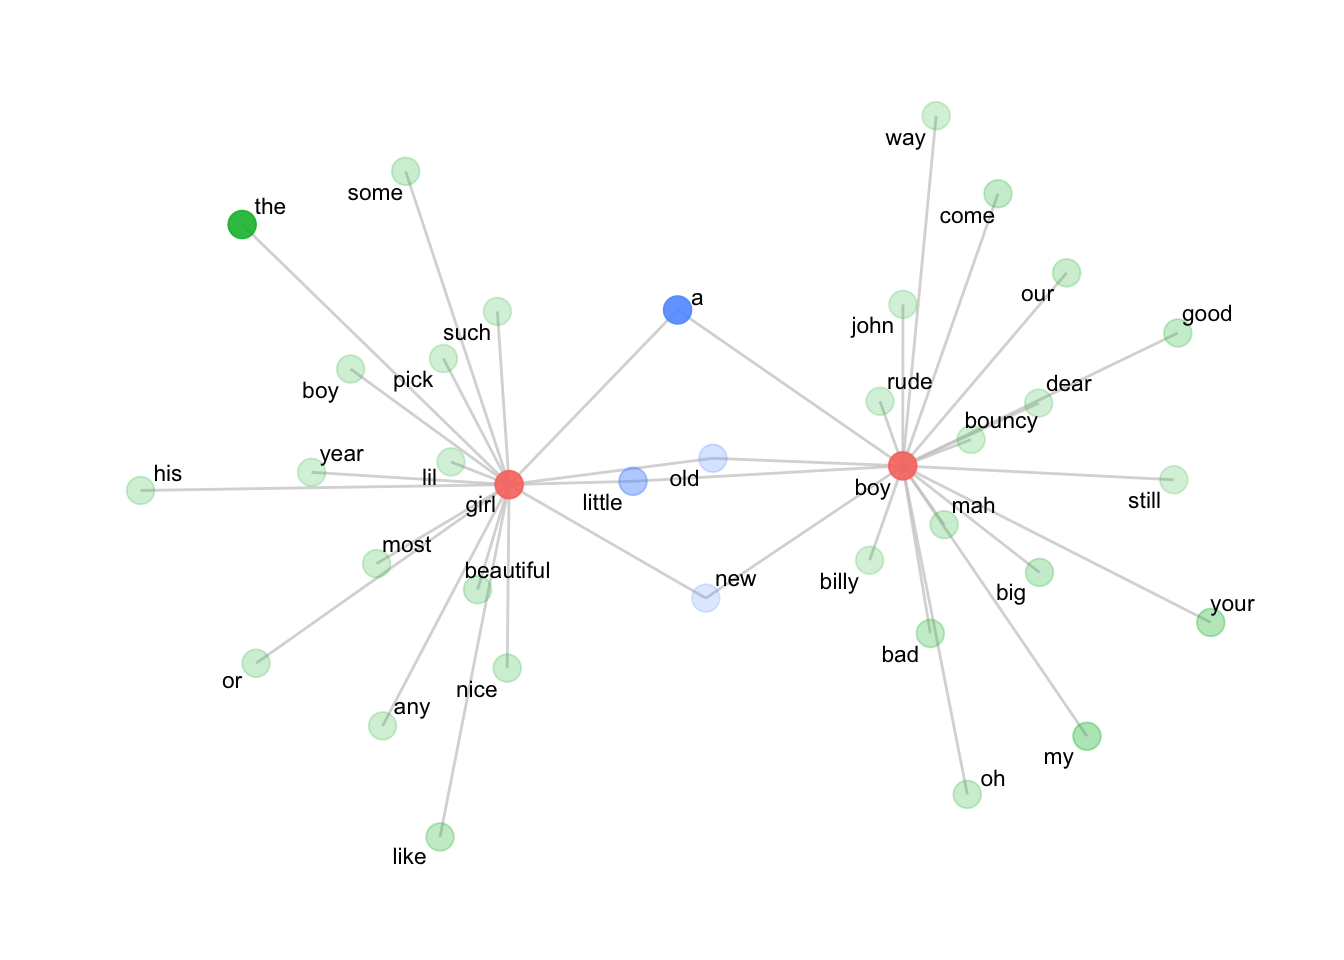 way
some
the
come
our
a
good
john
such
pick
rude
dear
boy
bouncy
year
his
lil
old
boy
girl
little
still
mah
most
beautiful
new
billy
big
your
bad
or
nice
any
my
oh
like